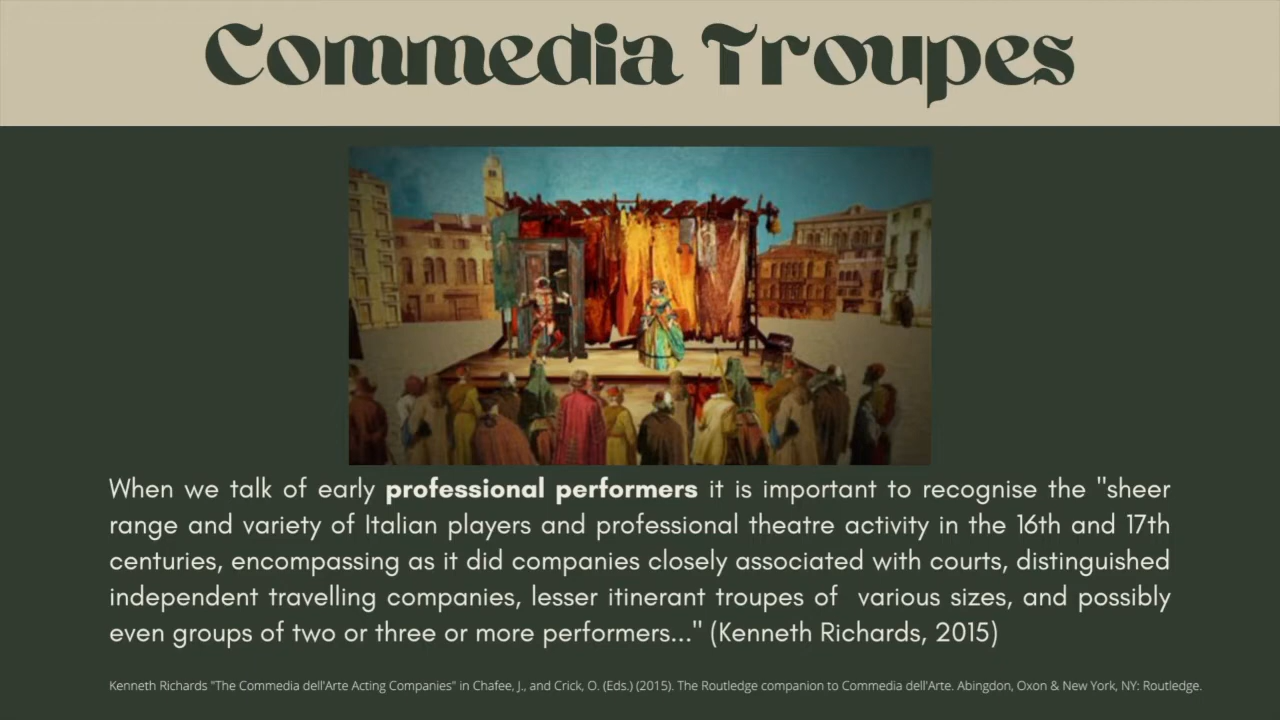 Commedia Troupes
When we talk of early professional performers it is important to recognise the "sheer
range and variety of Italian players and professional theatre activity in the 16th and 17th
centuries, encompassing as it did companies closely associated with courts, distinguished
independent travelling companies, lesser itinerant troupes of  various sizes, and possibly
even groups of two or three or more performers..." (Kenneth Richards, 2015)
Kenneth Richards "The Commedia dell'Arte Acting Companies" in Chafee, J., and Crick, O. (Eds.) (2015). The Routledge companion to Commedia dell'Arte. Abingdon, Oxon & New York, NY: Routledge.